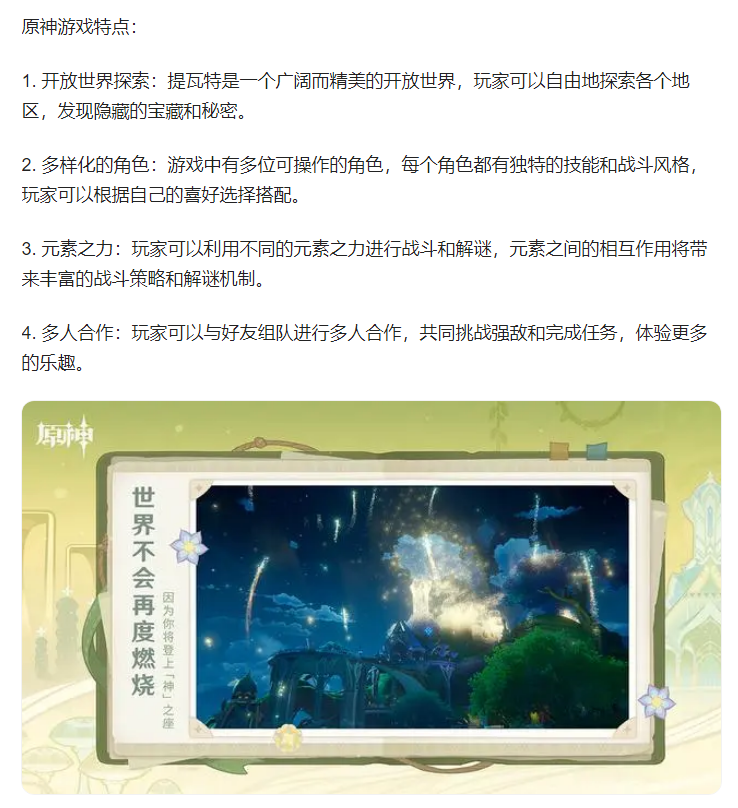 原神游戏特点：
1. 开放世界探索：提瓦特是一个广阔而精美的开放世界，玩家可以自由地探索各个地
区，发现隐藏的宝藏和秘密。
2. 多样化的角色：游戏中有多位可操作的角色，每个角色都有独特的技能和战斗风格，
玩家可以根据自己的喜好选择搭配。
3. 元素之力：玩家可以利用不同的元素之力进行战斗和解谜，元素之间的相互作用将带
来丰富的战斗策略和解谜机制。
4. 多人合作：玩家可以与好友组队进行多人合作，共同挑战强敌和完成任务，体验更多
的乐趣。
原神
世界不会再度燃烧
因为你将登上「神」之座